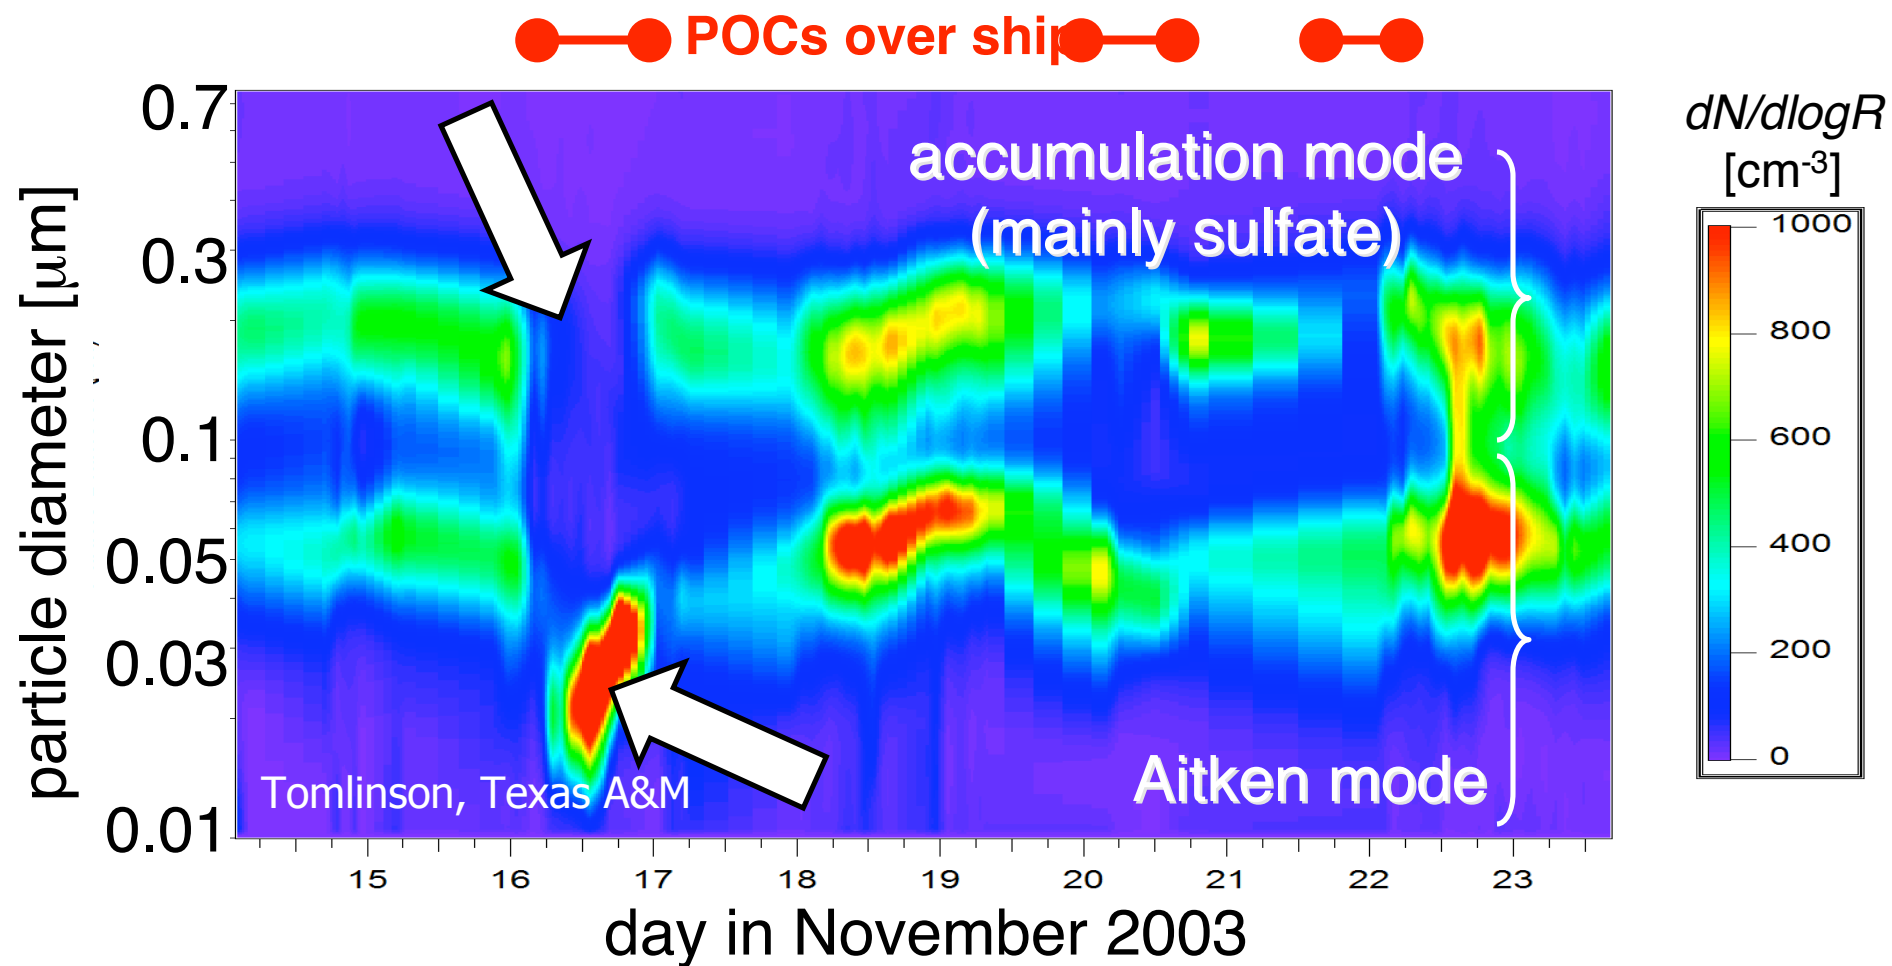 POCs over ship
0.7
0.3
0.1
0.05
0.03
0.01
particle diameter [μm]
accumulation mode
(mainly sulfate)
Aitken mode
Tomlinson, Texas A&M
15 16 17 18 19 20 21 22 23
day in November 2003
dN/dlogR
[cm-3]
1000
800
600
400
200
0